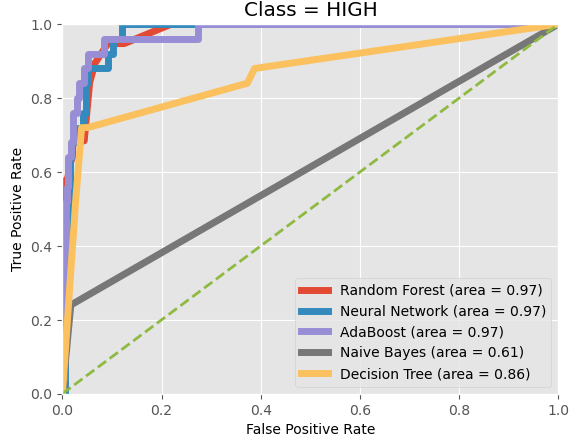 Class = HIGH
1.0
0.8
0.6
0.4
0.2
0.0
True Positive Rate
Random Forest (area = 0.97)
Neural Network (area = 0.97)
AdaBoost (area = 0.97)
Naive Bayes (area = 0.61)
Decision Tree (area = 0.86)
0.0 0.2 0.4 0.6 0.8 1.0
False Positive Rate